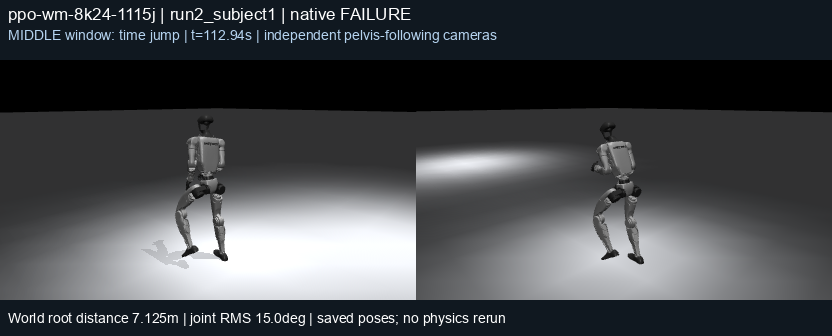 ppo-wm-8k24-1115j | run2_subject1 | native FAILURE
MIDDLE window: time jump | t=112.94s | independent pelvis-following cameras
World root distance 7.125m | joint RMS 15.0deg | saved poses; no physics rerun